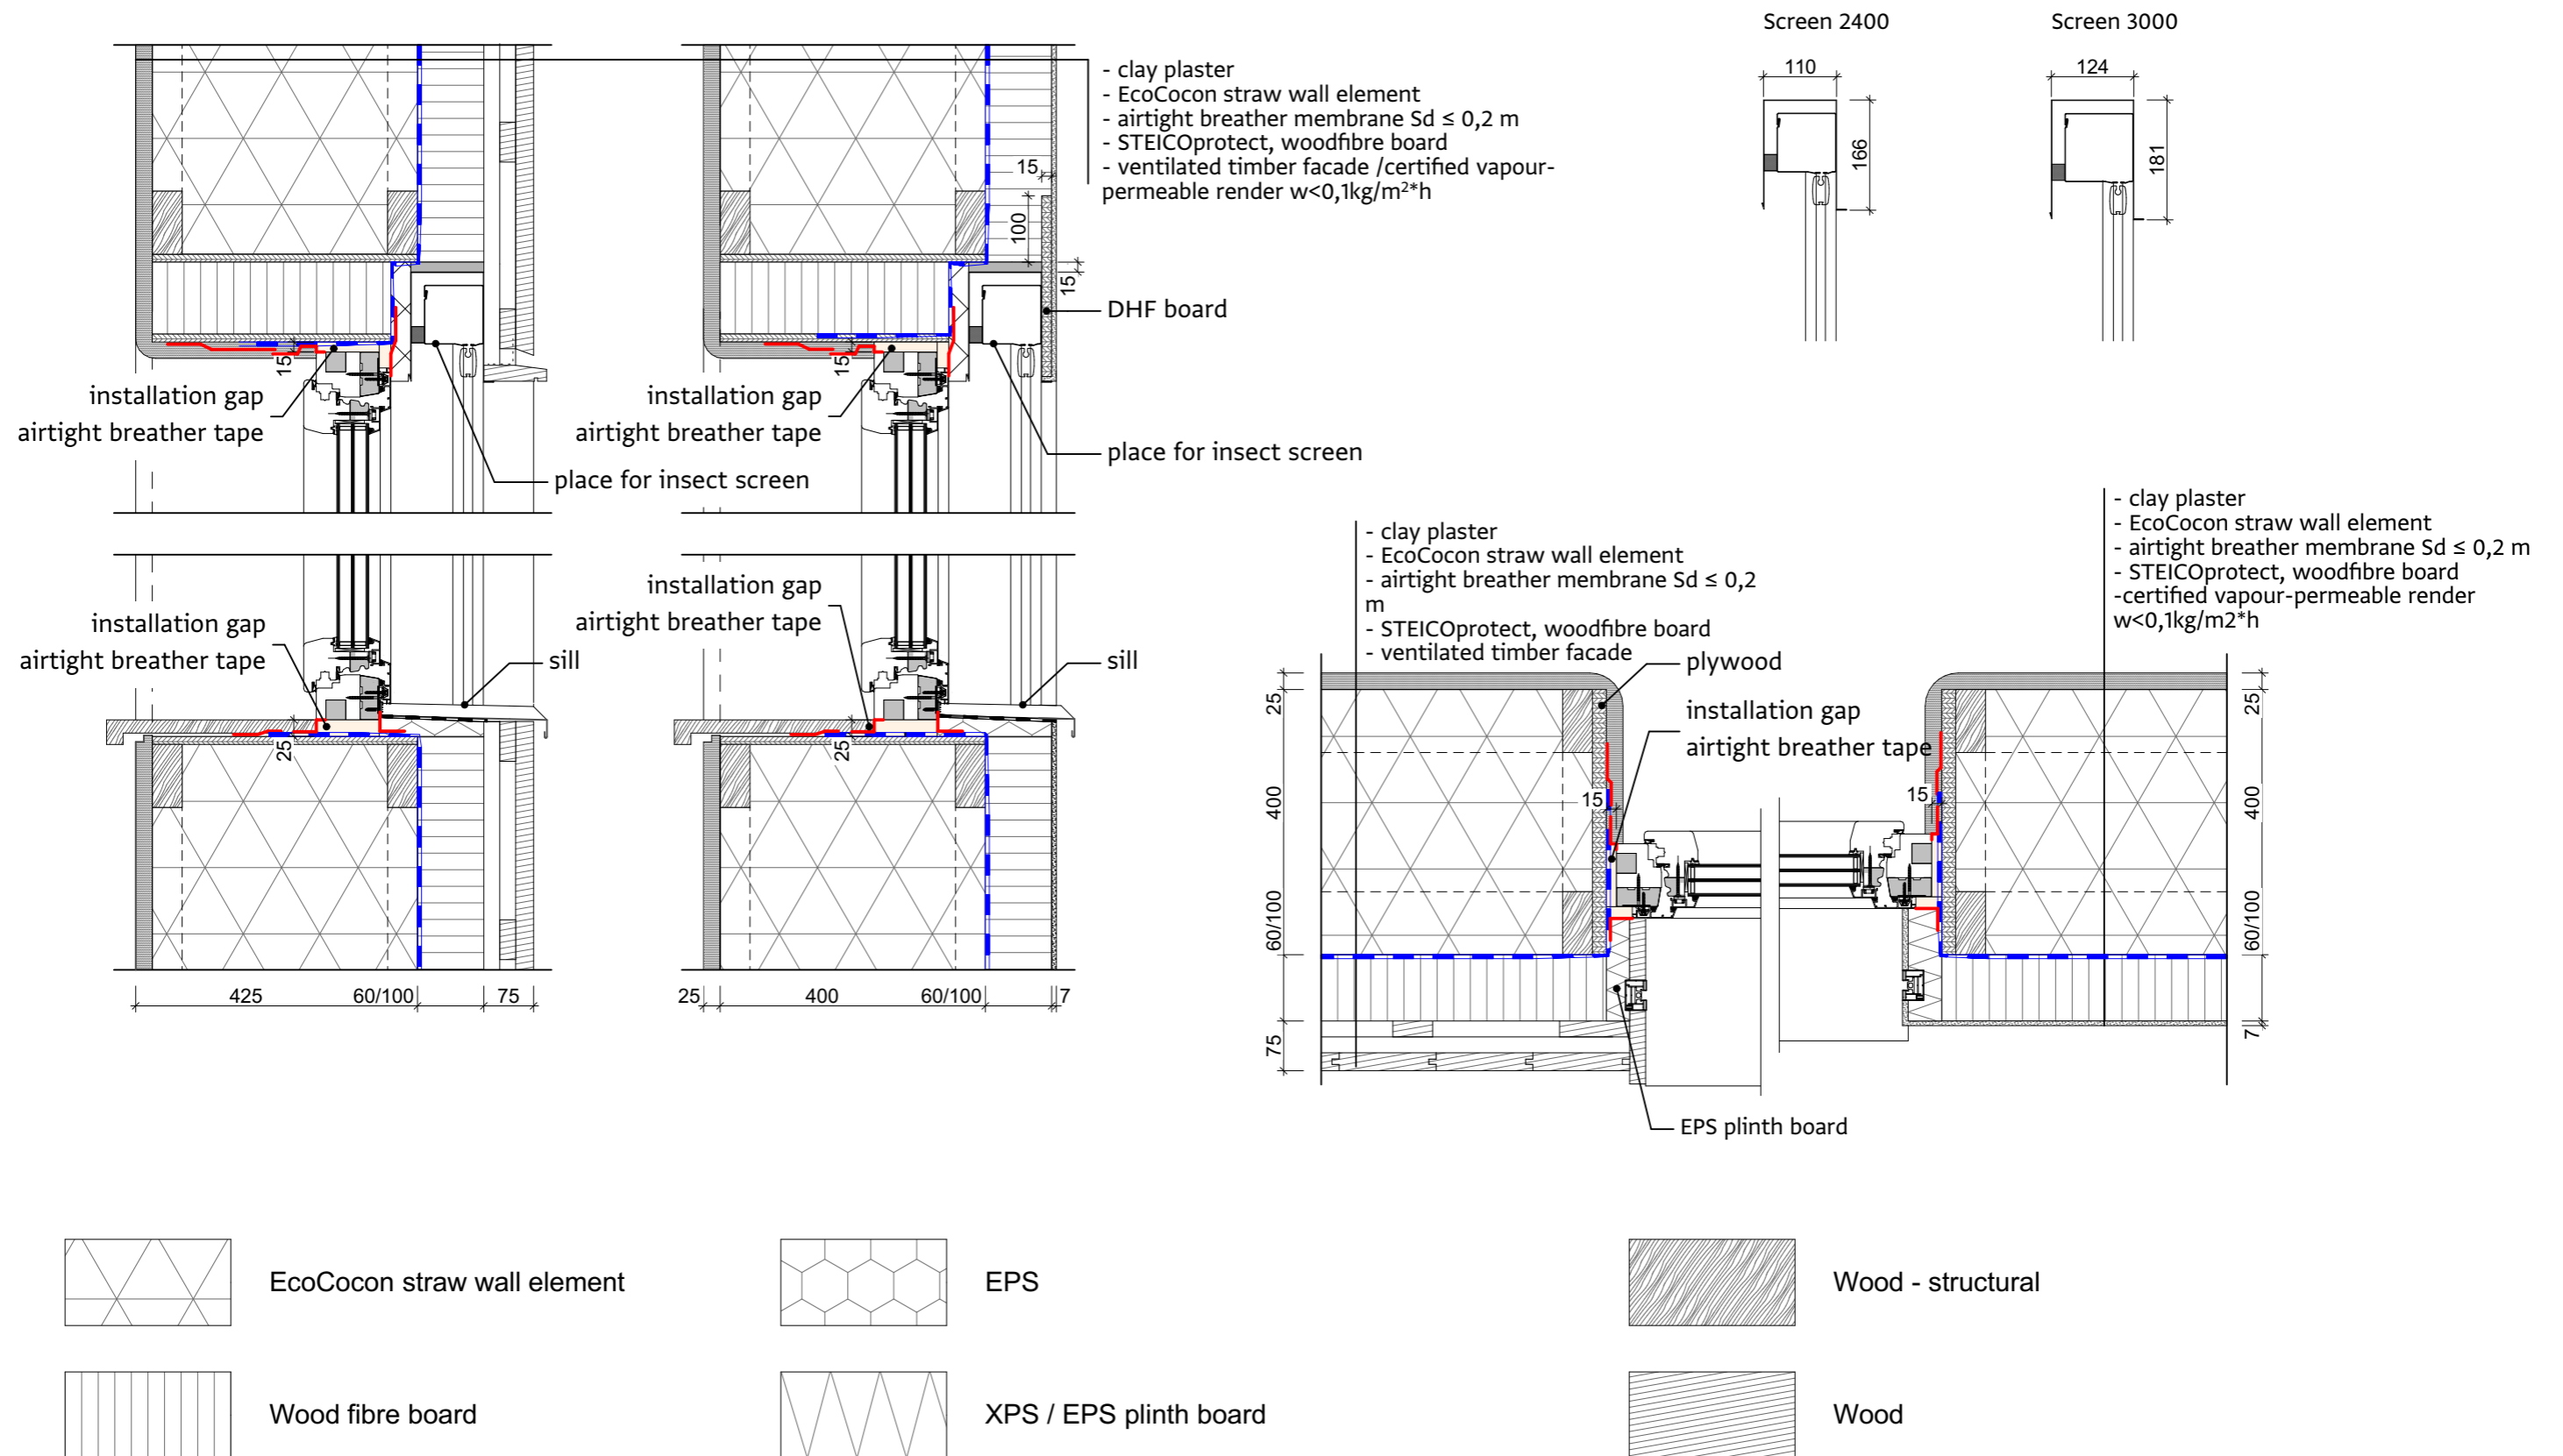 Screen 2400
Screen 3000
110
124
166
181
- clay plaster
- EcoCocon straw wall element
- airtight breather membrane Sd ≤ 0,2 m
- STEICOprotect, woodfibre board
- ventilated timber facade /certified vapour-
permeable render w<0,1kg/m²*h
15
100
15
DHF board
15
15
installation gap
airtight breather tape
installation gap
airtight breather tape
place for insect screen
place for insect screen
installation gap
airtight breather tape
installation gap
airtight breather tape
sill
sill
25
25
425
60/100
75
25
400
60/100
7
- clay plaster
- EcoCocon straw wall element
- airtight breather membrane Sd ≤ 0,2
m
- STEICOprotect, woodfibre board
- ventilated timber facade
- clay plaster
- EcoCocon straw wall element
- airtight breather membrane Sd ≤ 0,2 m
- STEICOprotect, woodfibre board
-certified vapour-permeable render
w<0,1kg/m2*h
plywood
installation gap
airtight breather tape
25
400
60/100
75
15
15
25
400
60/100
7
EPS plinth board
EcoCocon straw wall element
EPS
Wood - structural
Wood fibre board
XPS / EPS plinth board
Wood